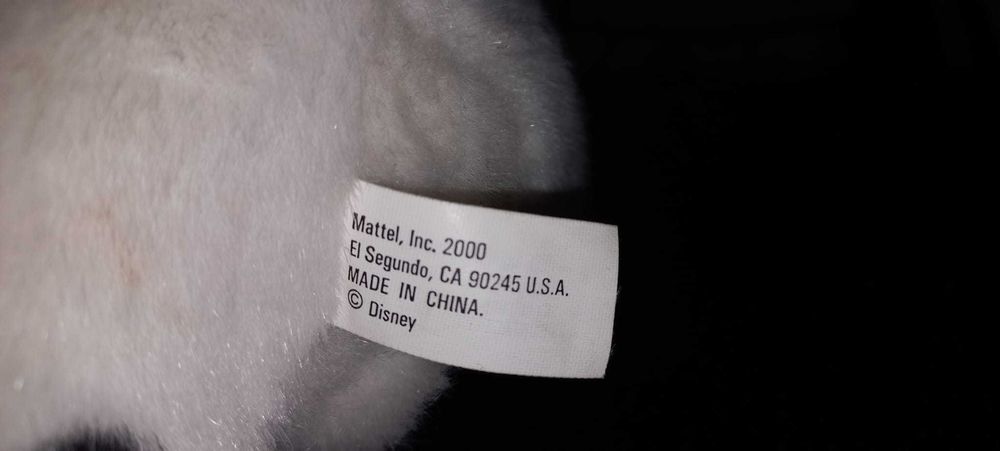 Mattel, Inc. 2000
El Segundo, CA 90245 U.S.A.
MADE IN CHINA.
© Disney